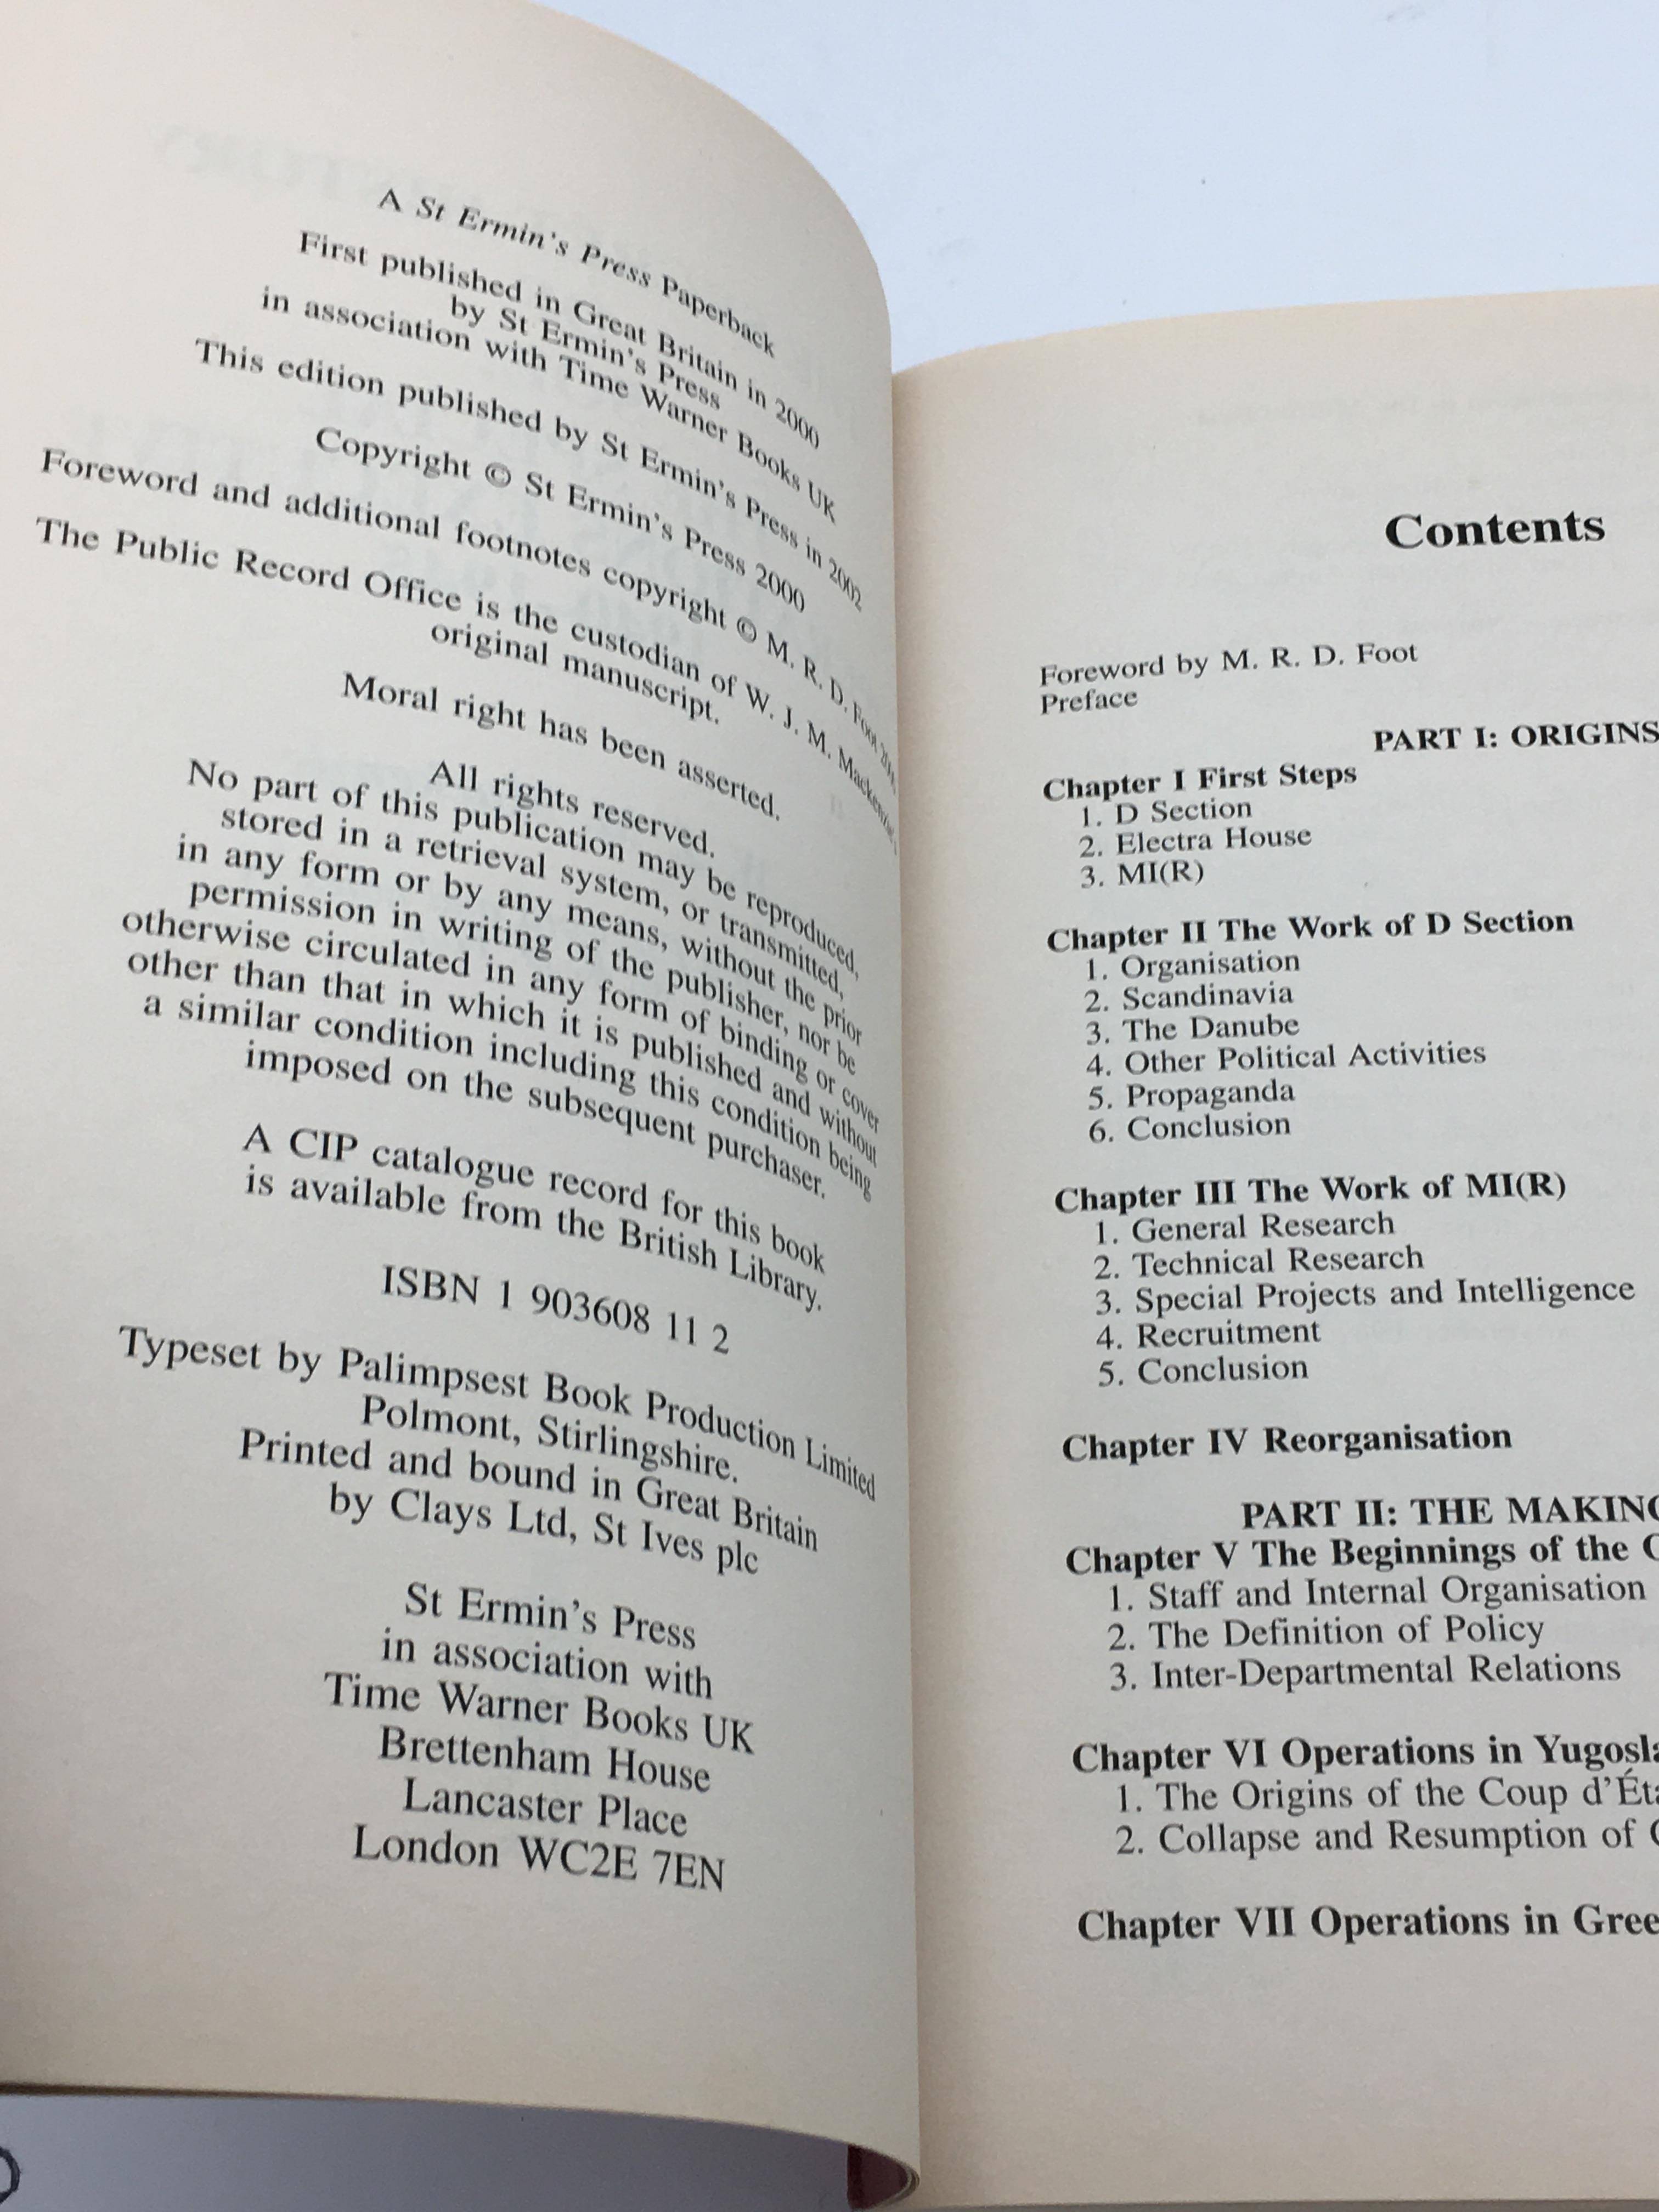 A St Ermin's Press Paperback
First published in Great Britain in 2000
by St Ermin's Press
in association with Time Warner Books UK
This edition published by St Ermin's Press in 2002
Copyright © St Ermin's Press 2000
Foreword and additional footnotes copyright © M. R. D. Foot
The Public Record Office is the custodian of W. J. M. Mackenzie's
original manuscript.
Moral right has been asserted.
All rights reserved.
No part of this publication may be reproduced,
stored in a retrieval system, or transmitted,
in any form or by any means, without the prior
permission in writing of the publisher, nor be
otherwise circulated in any form of binding or cover
other than that in which it is published and without
a similar condition including this condition being
imposed on the subsequent purchaser.
A CIP catalogue record for this book
is available from the British Library.
ISBN 1 903608 11 2
Typeset by Palimpsest Book Production Limited
Polmont, Stirlingshire.
Printed and bound in Great Britain
by Clays Ltd, St Ives plc
St Ermin's Press
in association with
Time Warner Books UK
Brettenham House
Lancaster Place
London WC2E 7EN
Contents
Foreword by M. R. D. Foot
Preface
PART I: ORIGINS
Chapter I First Steps
1. D Section
2. Electra House
3. MI(R)
Chapter II The Work of D Section
1. Organisation
2. Scandinavia
3. The Danube
4. Other Political Activities
5. Propaganda
6. Conclusion
Chapter III The Work of MI(R)
1. General Research
2. Technical Research
3. Special Projects and Intelligence
4. Recruitment
5. Conclusion
Chapter IV Reorganisation
PART II: THE MAKING
Chapter V The Beginnings of the
1. Staff and Internal Organisation
2. The Definition of Policy
3. Inter-Departmental Relations
Chapter VI Operations in Yugosla
1. The Origins of the Coup d'Éta
2. Collapse and Resumption of
Chapter VII Operations in Gree